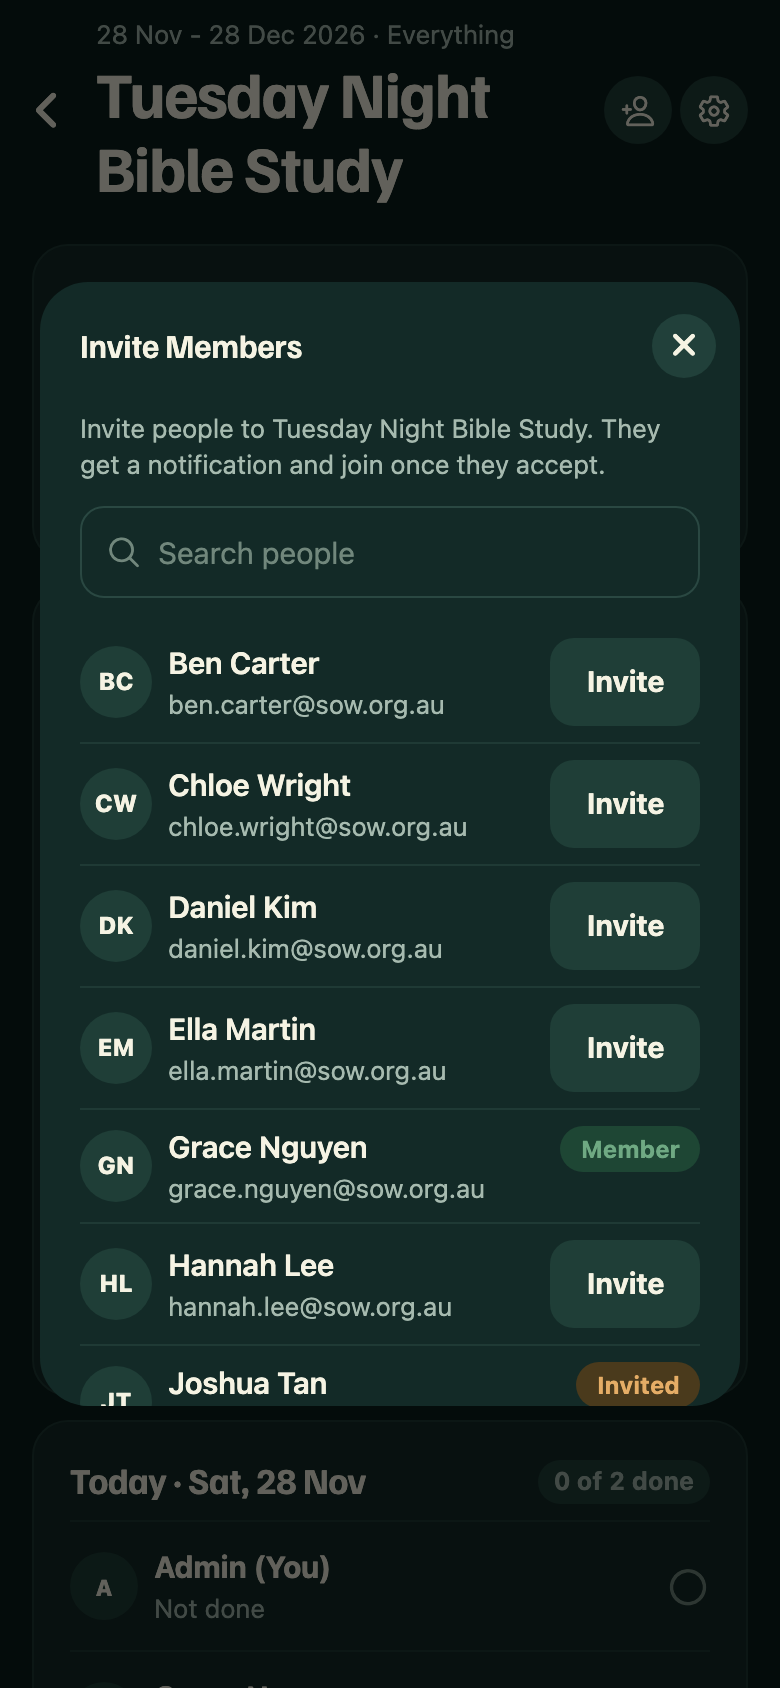 28 Nov - 28 Dec 2026 · Everything
Tuesday Night
Bible Study
Invite Members
Invite people to Tuesday Night Bible Study. They
get a notification and join once they accept.
Search people
BC
Ben Carter
ben.carter@sow.org.au
Invite
CW
Chloe Wright
chloe.wright@sow.org.au
Invite
DK
Daniel Kim
daniel.kim@sow.org.au
Invite
EM
Ella Martin
ella.martin@sow.org.au
Invite
GN
Grace Nguyen
grace.nguyen@sow.org.au
Member
HL
Hannah Lee
hannah.lee@sow.org.au
Invite
JT
Joshua Tan
Invited
Today · Sat, 28 Nov
0 of 2 done
A
Admin (You)
Not done